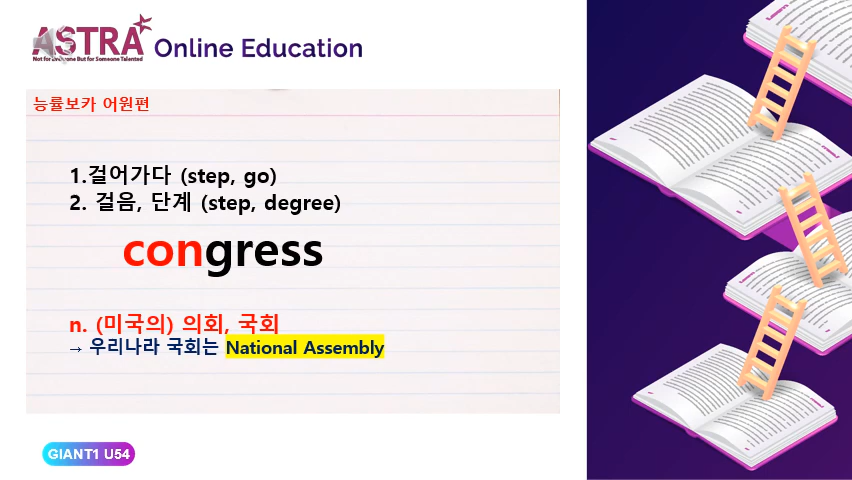 ASTRA
Not for Everyone But for Someone Talented
Online Education
능률보카 어원편
1.걸어가다 (step, go)
2. 걸음, 단계 (step, degree)
congress
n. (미국의) 의회, 국회
→ 우리나라 국회는 National Assembly
GIANT1 U54